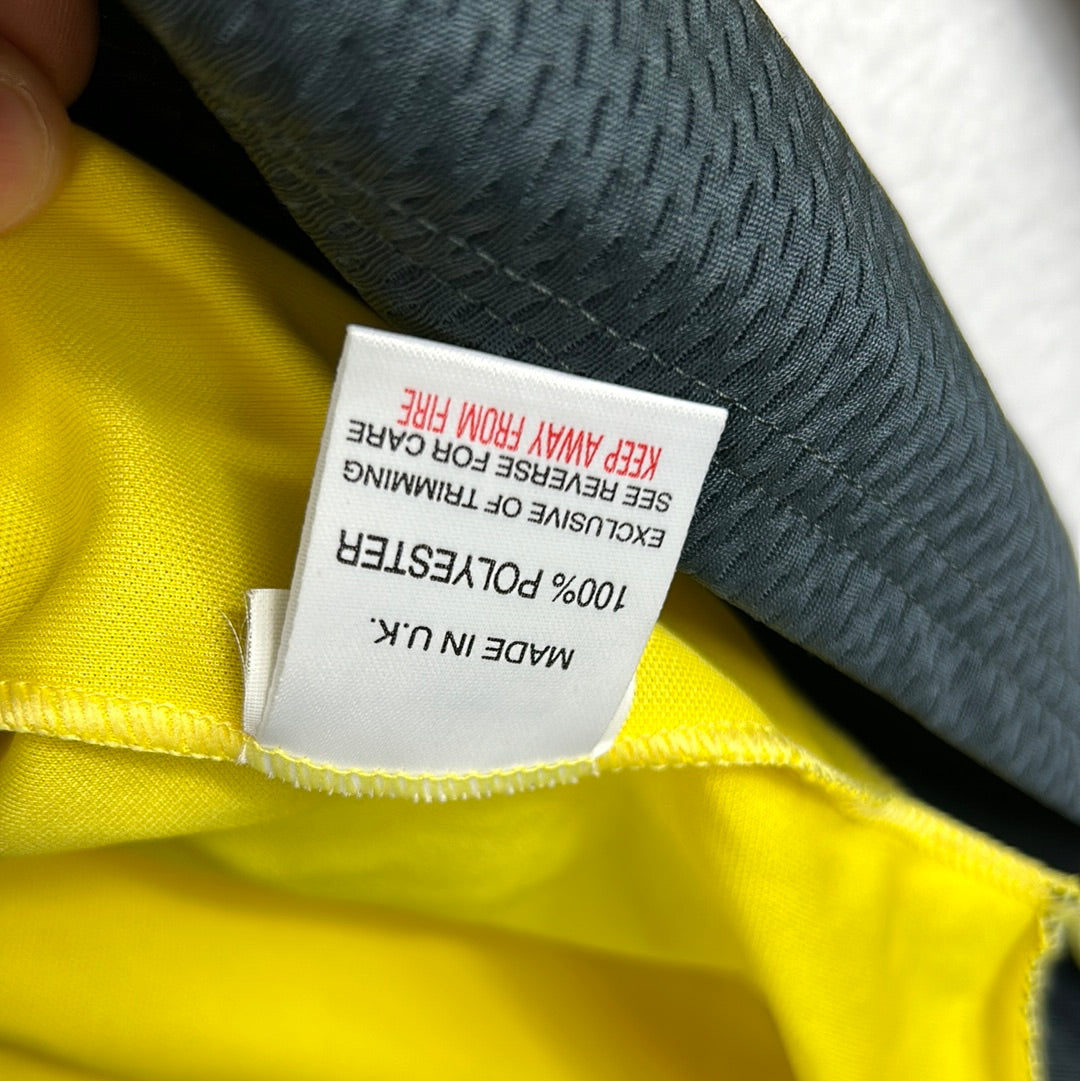 MADE IN U.K.
100% POLYESTER
EXCLUSIVE OF TRIMMING
SEE REVERSE FOR CARE
KEEP AWAY FROM FIRE